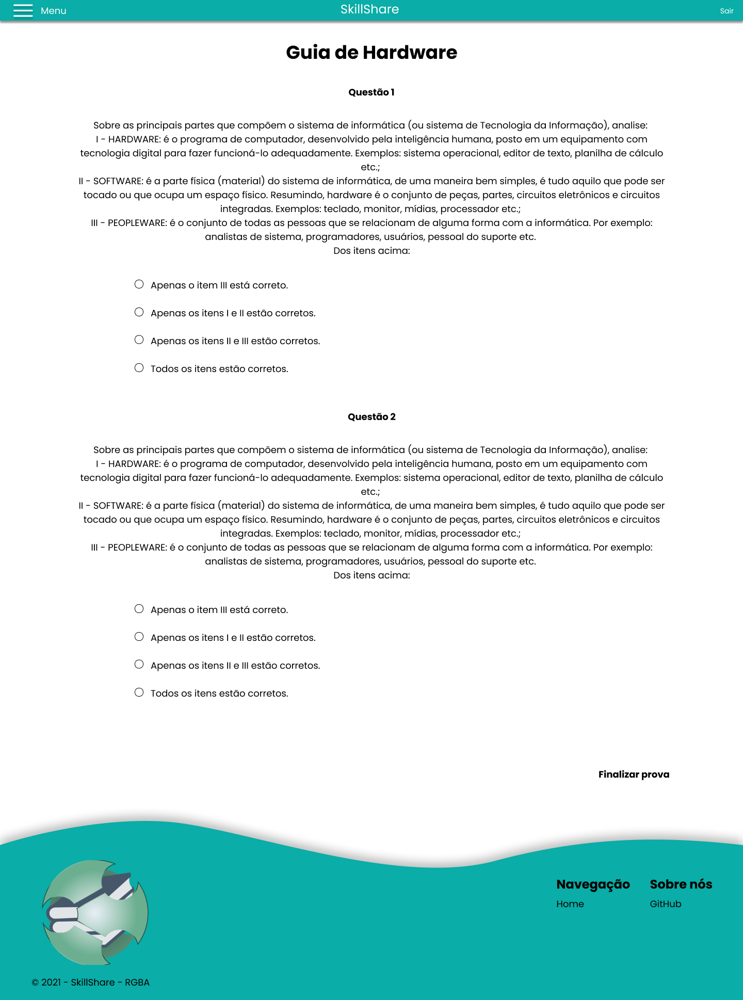 Menu
SkillShare
Sair
Guia de Hardware
Questão 1
Sobre as principais partes que compõem o sistema de informática (ou sistema de Tecnologia da Informação), analise:
I - HARDWARE: é o programa de computador, desenvolvido pela inteligência humana, posto em um equipamento com
tecnologia digital para fazer funcioná-lo adequadamente. Exemplos: sistema operacional, editor de texto, planilha de cálculo
etc.;
II - SOFTWARE: é a parte física (material) do sistema de informática, de uma maneira bem simples, é tudo aquilo que pode ser
tocado ou que ocupa um espaço físico. Resumindo, hardware é o conjunto de peças, partes, circuitos eletrônicos e circuitos
integradas. Exemplos: teclado, monitor, mídias, processador etc.;
III - PEOPLEWARE: é o conjunto de todas as pessoas que se relacionam de alguma forma com a informática. Por exemplo:
analistas de sistema, programadores, usuários, pessoal do suporte etc.
Dos itens acima:
Apenas o item III está correto.
Apenas os itens I e II estão corretos.
Apenas os itens II e III estão corretos.
Todos os itens estão corretos.
Questão 2
Sobre as principais partes que compõem o sistema de informática (ou sistema de Tecnologia da Informação), analise:
I - HARDWARE: é o programa de computador, desenvolvido pela inteligência humana, posto em um equipamento com
tecnologia digital para fazer funcioná-lo adequadamente. Exemplos: sistema operacional, editor de texto, planilha de cálculo
etc.;
II - SOFTWARE: é a parte física (material) do sistema de informática, de uma maneira bem simples, é tudo aquilo que pode ser
tocado ou que ocupa um espaço físico. Resumindo, hardware é o conjunto de peças, partes, circuitos eletrônicos e circuitos
integradas. Exemplos: teclado, monitor, mídias, processador etc.;
III - PEOPLEWARE: é o conjunto de todas as pessoas que se relacionam de alguma forma com a informática. Por exemplo:
analistas de sistema, programadores, usuários, pessoal do suporte etc.
Dos itens acima:
Apenas o item III está correto.
Apenas os itens I e II estão corretos.
Apenas os itens II e III estão corretos.
Todos os itens estão corretos.
Finalizar prova
Navegação
Home
Sobre nós
GitHub
© 2021 - SkillShare - RGBA